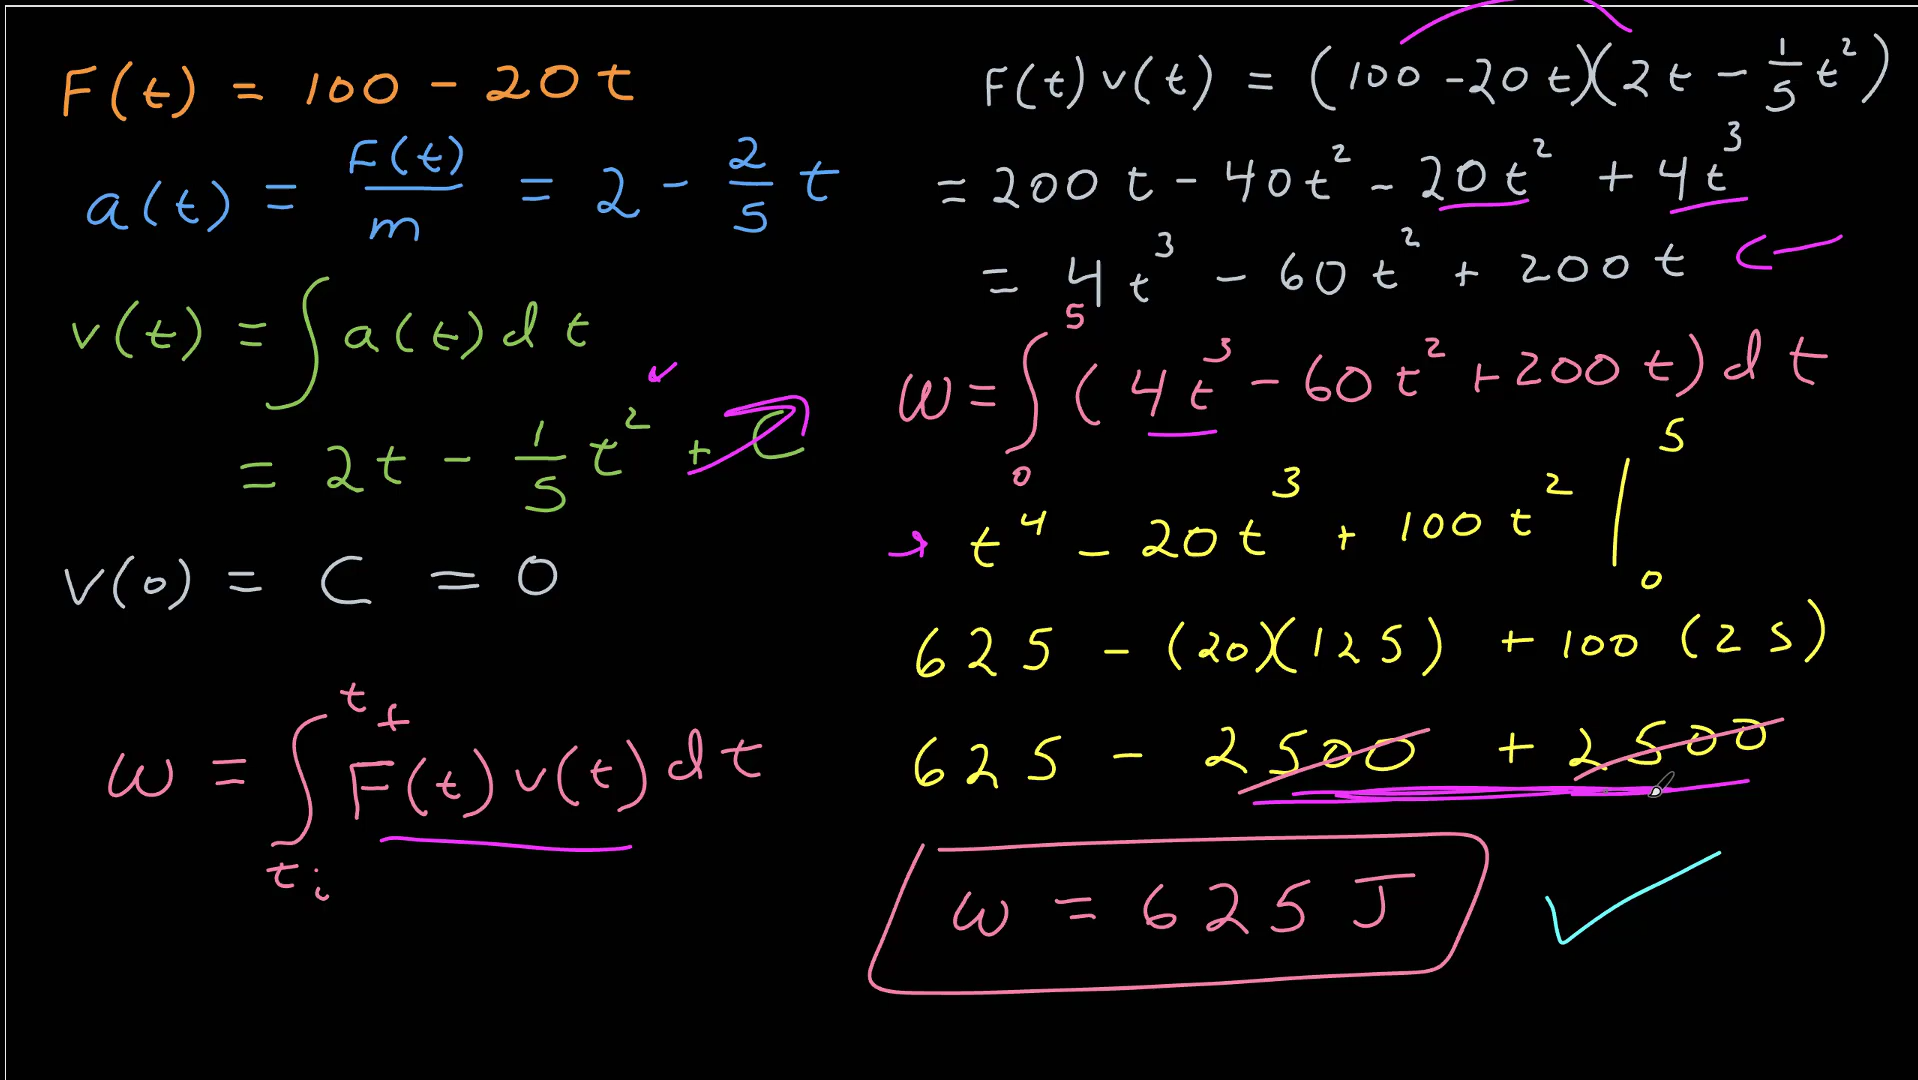 F(t) = 100 - 20t
a(t) = F(t)/m = 2 - 2/5 t
v(t) = ∫ a(t) dt
= 2t - 1/5 t² + C
v(0) = C = 0
W = ∫_{t_i}^{t_f} F(t) v(t) dt
F(t) v(t) = (100 - 20t)(2t - 1/5 t²)
= 200t - 40t² - 20t² + 4t³
= 4t³ - 60t² + 200t
W = ∫_0^5 (4t³ - 60t² + 200t) dt
t⁴ - 20t³ + 100t² |_0^5
625 - (20)(125) + 100(25)
625 - 2500 + 2500
W = 625 J